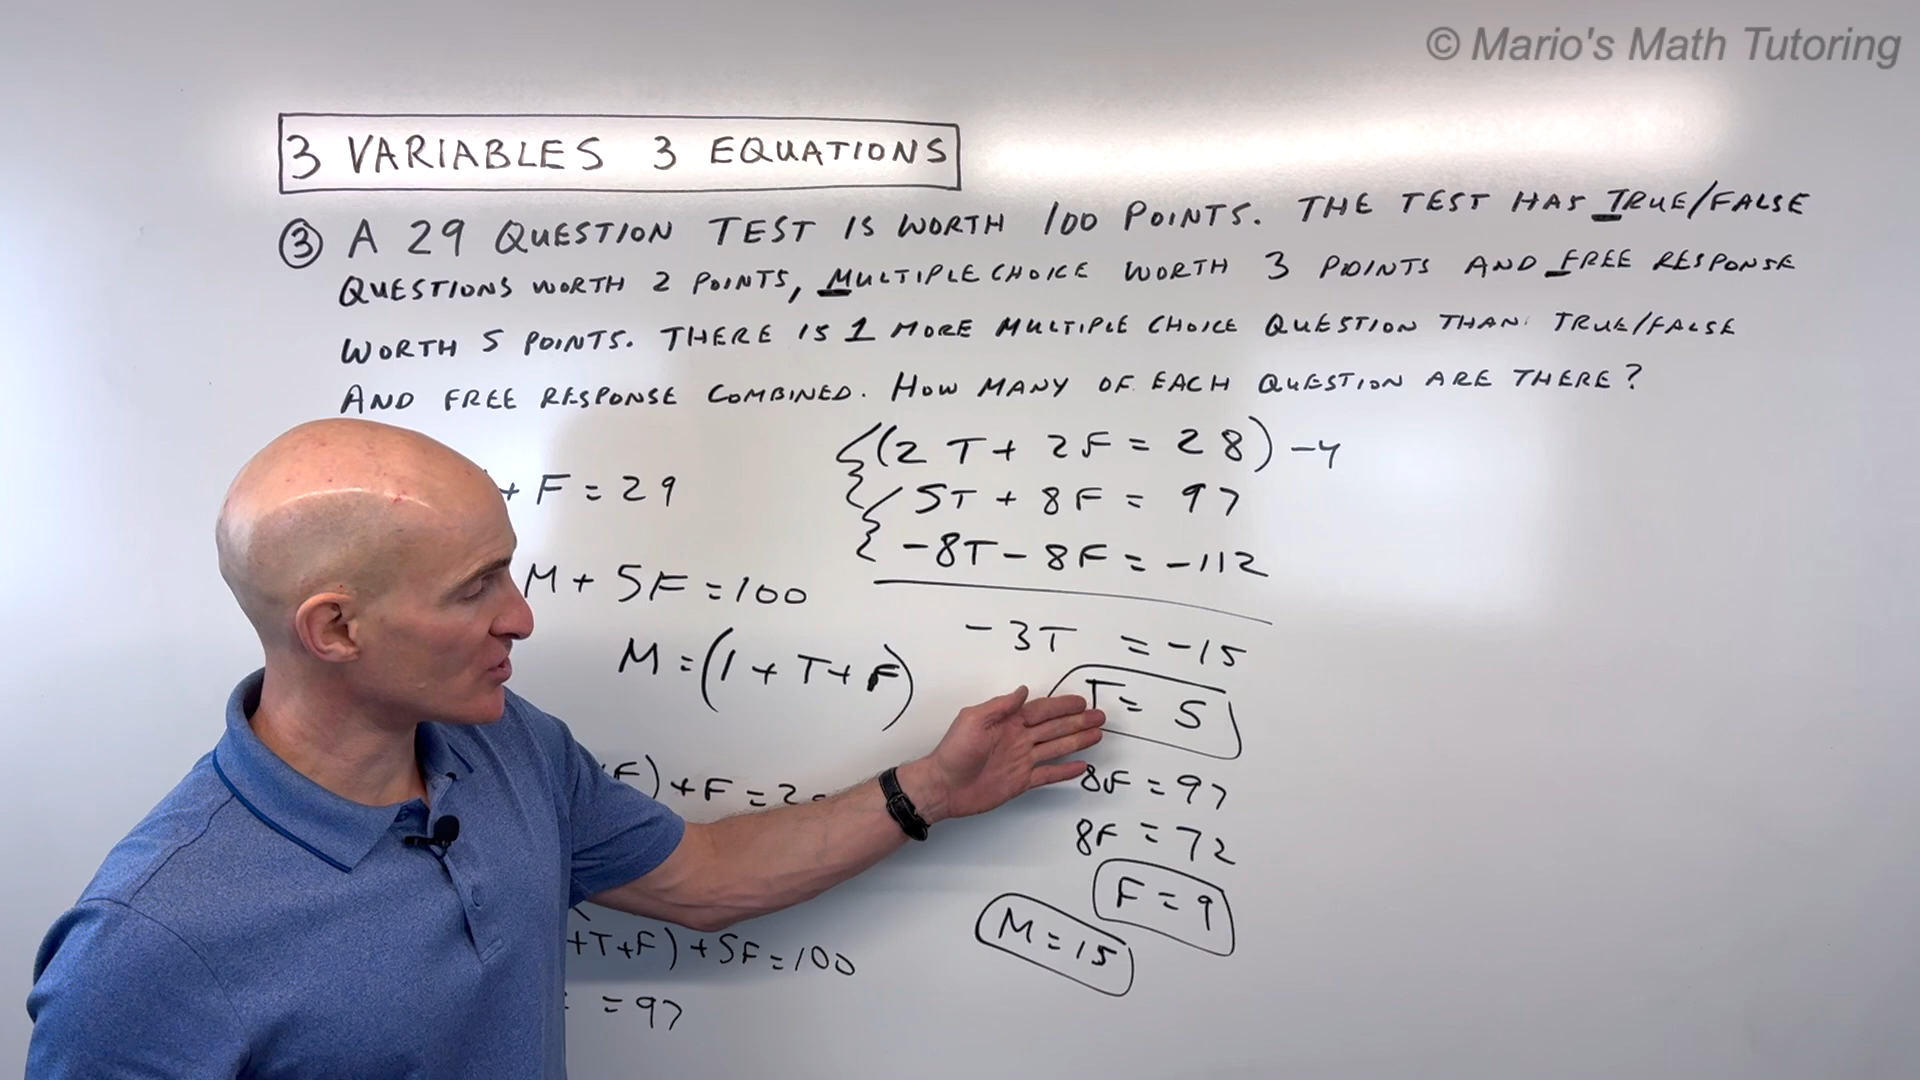 © Mario's Math Tutoring
3 VARIABLES 3 EQUATIONS
③ A 29 QUESTION TEST IS WORTH 100 POINTS. THE TEST HAS TRUE/FALSE
QUESTIONS WORTH 2 POINTS, MULTIPLE CHOICE WORTH 3 POINTS AND FREE RESPONSE
WORTH 5 POINTS. THERE IS 1 MORE MULTIPLE CHOICE QUESTION THAN TRUE/FALSE
AND FREE RESPONSE COMBINED. HOW MANY OF EACH QUESTION ARE THERE?
+ F = 29
M + 5F = 100
M = (1 + T + F)
F) + F = 2
+T+F) + 5F = 100
= 97
(2T + 2F = 28) -4
5T + 8F = 97
-8T - 8F = -112
-3T = -15
T = 5
8F = 97
8F = 72
F = 9
M = 15